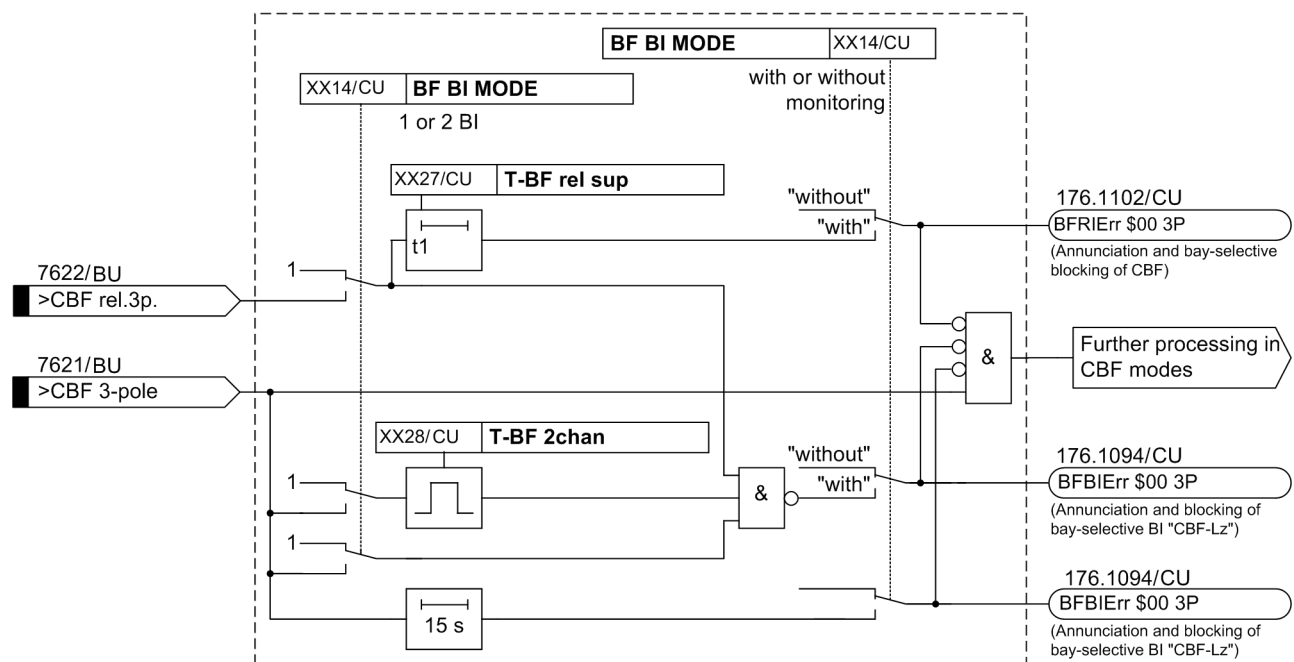 BF BI MODE XX14/CU
with or without
monitoring
XX14/CU BF BI MODE
1 or 2 BI
XX27/CU T-BF rel sup
t1
"without"
"with"
176.1102/CU
BFRIErr $00 3P
(Annunciation and bay-selective
blocking of CBF)
1
7622/BU
>CBF rel.3p.
7621/BU
>CBF 3-pole
&
Further processing in
CBF modes
XX28/CU T-BF 2chan
1
&
"without"
"with"
176.1094/CU
BFBIErr $00 3P
(Annunciation and blocking of
bay-selective BI "CBF-Lz")
1
15 s
176.1094/CU
BFBIErr $00 3P
(Annunciation and blocking of
bay-selective BI "CBF-Lz")